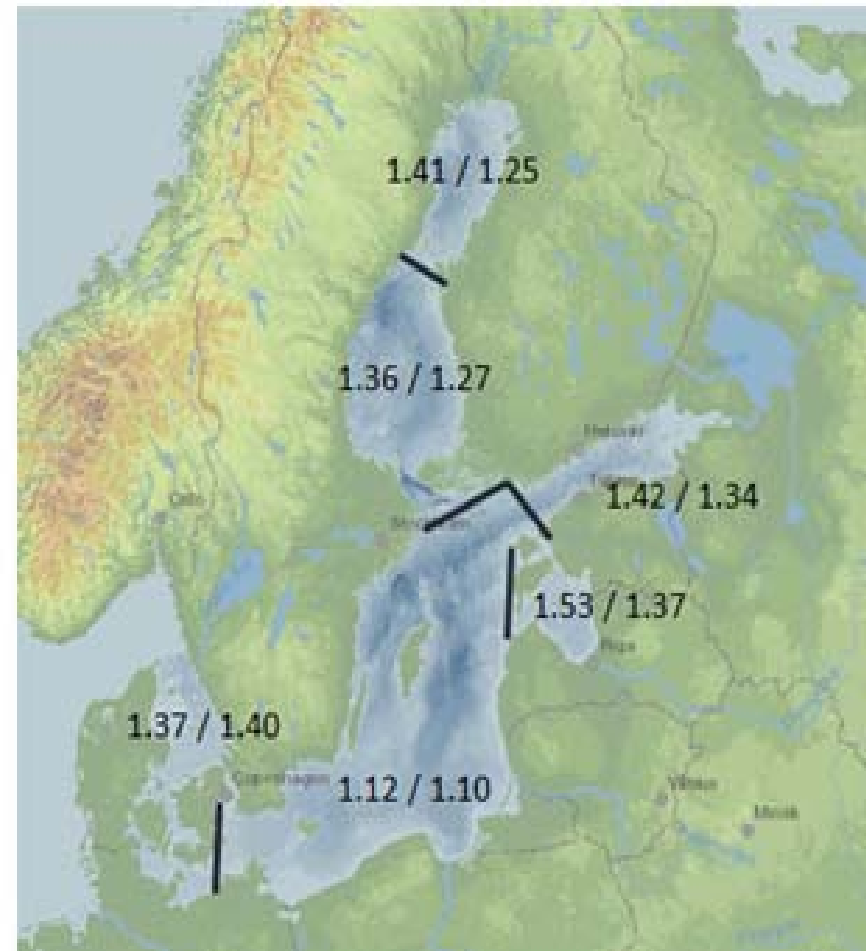 1.41 / 1.25
1.36 / 1.27
Helsinki
1.42 / 1.34
Oslo
1.53 / 1.37
Riga
1.37 / 1.40
Copenhagen
1.12 / 1.10
Vilnius
Minsk